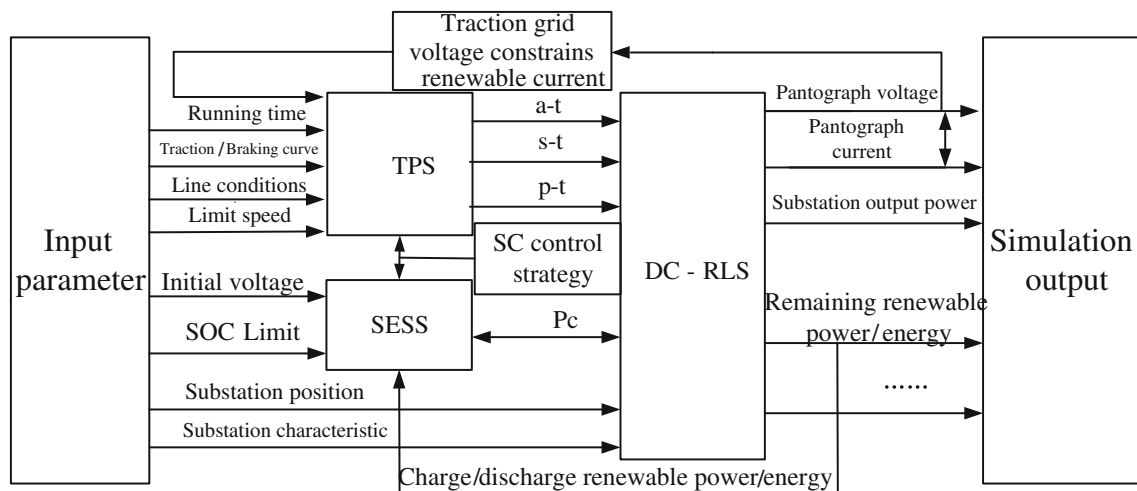 Traction grid
voltage constrains
renewable current
Running time
Traction/Braking curve
Line conditions
Limit speed
Input
parameter
Initial voltage
SOC Limit
Substation position
Substation characteristic
TPS
a-t
s-t
p-t
SC control
strategy
SESS
Pc
DC - RLS
Pantograph voltage
Pantograph
current
Substation output power
Remaining renewable
power/energy
......
Simulation
output
Charge/discharge renewable power/energy